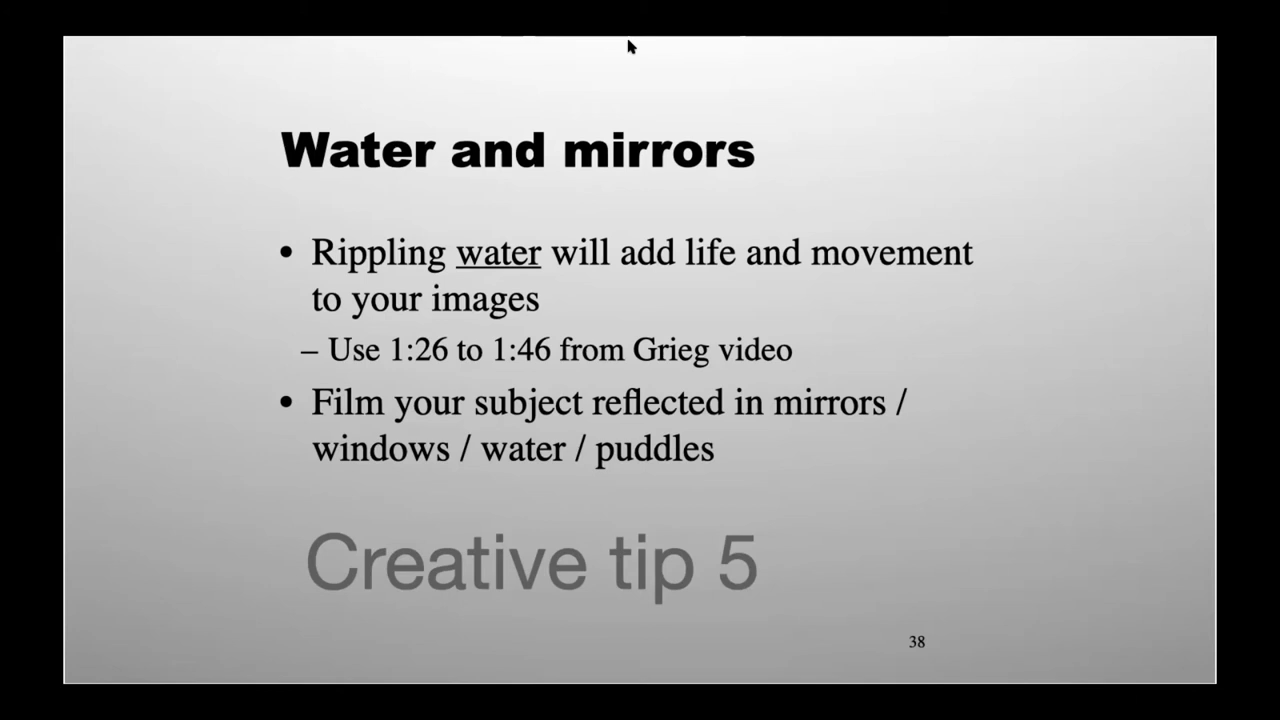 Water and mirrors
• Rippling water will add life and movement
to your images
– Use 1:26 to 1:46 from Grieg video
• Film your subject reflected in mirrors /
windows / water / puddles
Creative tip 5
38